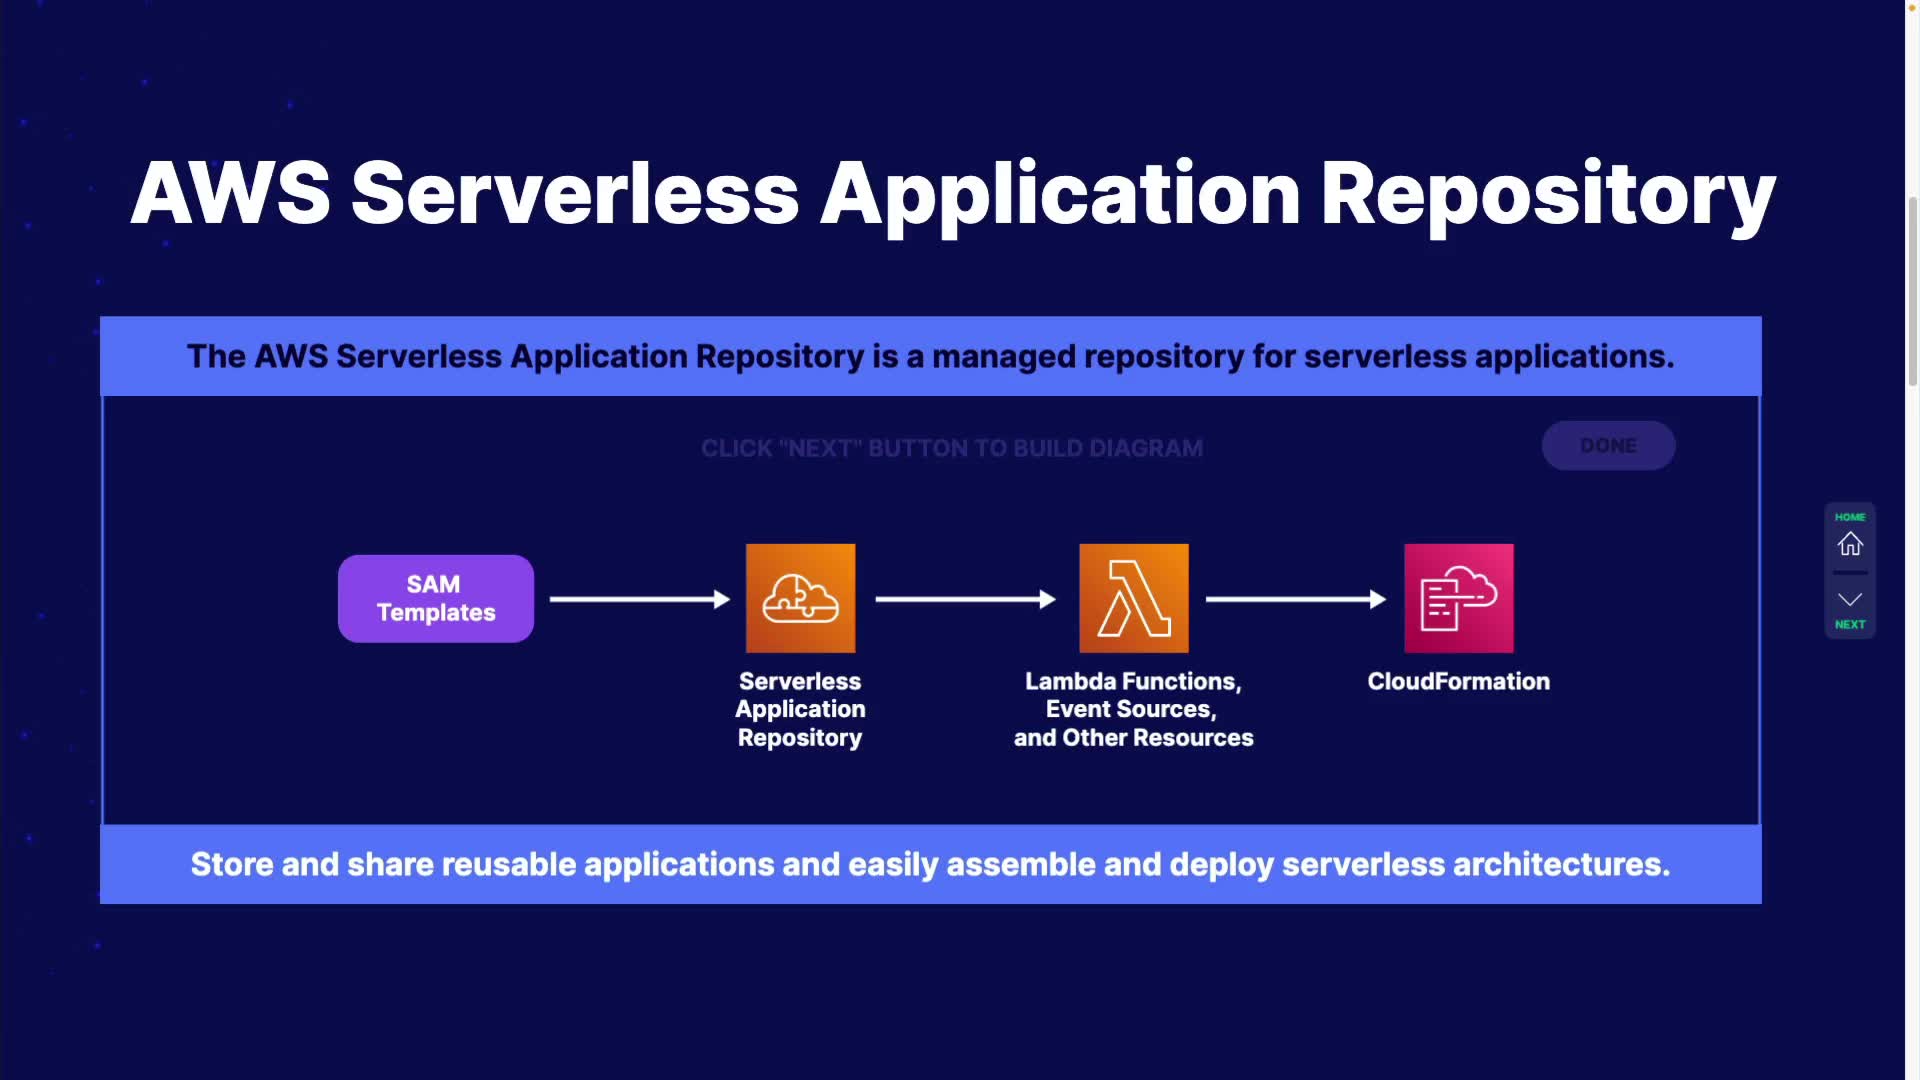 AWS Serverless Application Repository
The AWS Serverless Application Repository is a managed repository for serverless applications.
CLICK "NEXT" BUTTON TO BUILD DIAGRAM
DONE
HOME
NEXT
SAM
Templates
Serverless
Application
Repository
Lambda Functions,
Event Sources,
and Other Resources
CloudFormation
Store and share reusable applications and easily assemble and deploy serverless architectures.